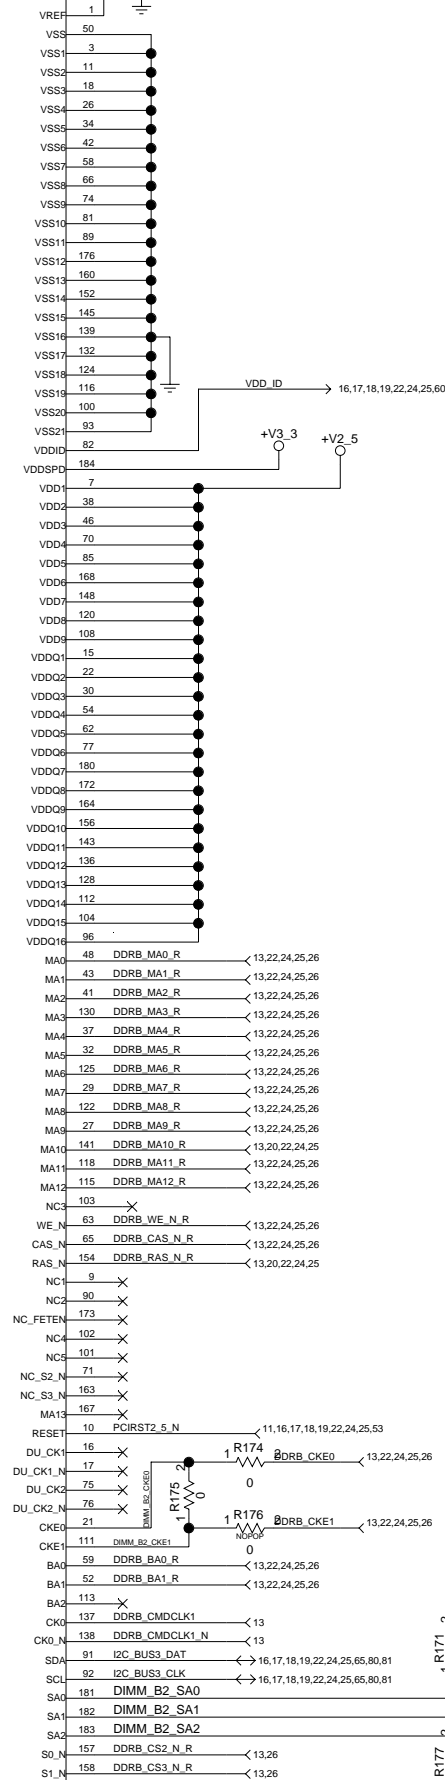 VREF 1
VSS 50
VSS1 3
VSS2 11
VSS3 18
VSS4 26
VSS5 34
VSS6 42
VSS7 58
VSS8 66
VSS9 74
VSS10 81
VSS11 89
VSS12 176
VSS13 160
VSS14 152
VSS15 145
VSS16 139
VSS17 132
VSS18 124
VSS19 116
VDD_ID 16,17,18,19,22,24,25,60
VSS20 100
VSS21 93
+V3_3 +V2_5
VDDID 82
VDDSPD 184
VDD1 7
VDD2 38
VDD3 46
VDD4 70
VDD5 85
VDD6 168
VDD7 148
VDD8 120
VDD9 108
VDDQ1 15
VDDQ2 22
VDDQ3 30
VDDQ4 54
VDDQ5 62
VDDQ6 77
VDDQ7 180
VDDQ8 172
VDDQ9 164
VDDQ10 156
VDDQ11 143
VDDQ12 136
VDDQ13 128
VDDQ14 112
VDDQ15 104
VDDQ16 96
MA0 48 DDRB_MA0_R 13,22,24,25,26
MA1 43 DDRB_MA1_R 13,22,24,25,26
MA2 41 DDRB_MA2_R 13,22,24,25,26
MA3 130 DDRB_MA3_R 13,22,24,25,26
MA4 37 DDRB_MA4_R 13,22,24,25,26
MA5 32 DDRB_MA5_R 13,22,24,25,26
MA6 125 DDRB_MA6_R 13,22,24,25,26
MA7 29 DDRB_MA7_R 13,22,24,25,26
MA8 122 DDRB_MA8_R 13,22,24,25,26
MA9 27 DDRB_MA9_R 13,22,24,25,26
MA10 141 DDRB_MA10_R 13,20,22,24,25
MA11 118 DDRB_MA11_R 13,22,24,25,26
MA12 115 DDRB_MA12_R 13,22,24,25,26
NC3 103
WE_N 63 DDRB_WE_N_R 13,22,24,25,26
CAS_N 65 DDRB_CAS_N_R 13,22,24,25,26
RAS_N 154 DDRB_RAS_N_R 13,20,22,24,25
NC1 9
NC2 90
NC_FETEN 173
NC4 102
NC5 101
NC_S2_N 71
NC_S3_N 163
MA13 167
RESET 10 PCIRST2_5_N 11,16,17,18,19,22,24,25,53
DU_CK1 16
1 R174 2 DDRB_CKE0 13,22,24,25,26
0
DU_CK1_N 17
DU_CK2 75
DU_CK2_N 76
DIMM_B2_CKE0
1 R175 2
0
CKE0 21
1 R176 2 DDRB_CKE1 13,22,24,25,26
NOPOP
0
CKE1 111 DIMM_B2_CKE1
BA0 59 DDRB_BA0_R 13,22,24,25,26
BA1 52 DDRB_BA1_R 13,22,24,25,26
BA2 113
CK0 137 DDRB_CMDCLK1 13
CK0_N 138 DDRB_CMDCLK1_N 13
SDA 91 I2C_BUS3_DAT 16,17,18,19,22,24,25,65,80,81
SCL 92 I2C_BUS3_CLK 16,17,18,19,22,24,25,65,80,81
1 R171 2
SA0 181 DIMM_B2_SA0
SA1 182 DIMM_B2_SA1
SA2 183 DIMM_B2_SA2
R177 2
S0_N 157 DDRB_CS2_N_R 13,26
S1_N 158 DDRB_CS3_N_R 13,26